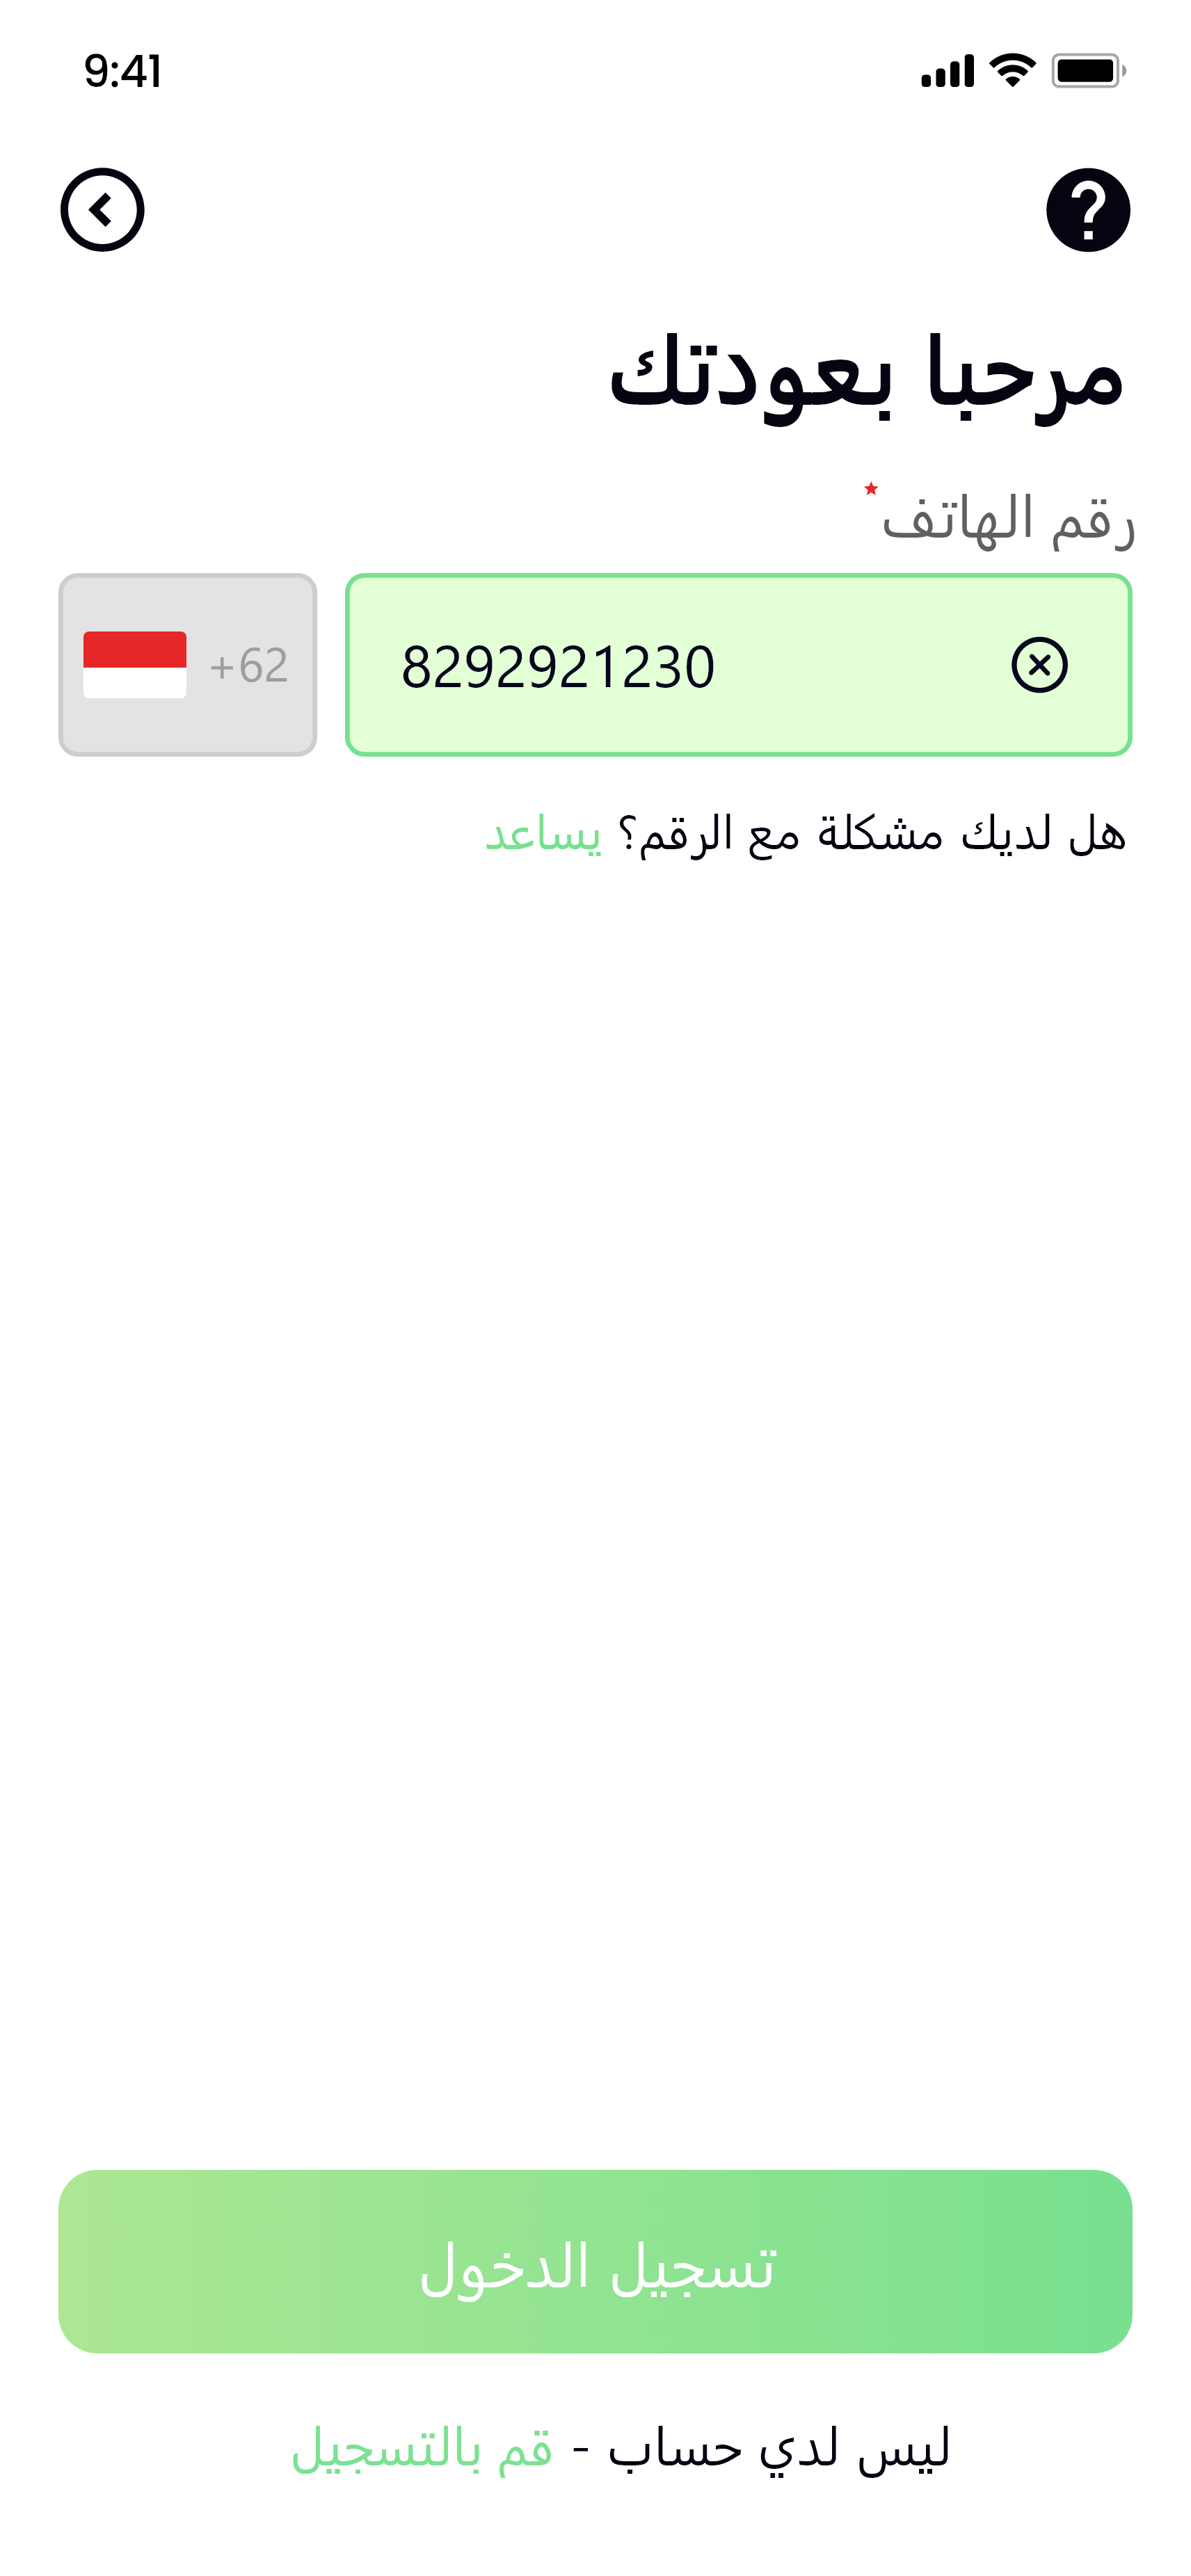 9:41
مرحبا بعودتك
رقم الهاتف*
+62 8292921230
هل لديك مشكلة مع الرقم؟ يساعد
تسجيل الدخول
ليس لدي حساب - قم بالتسجيل